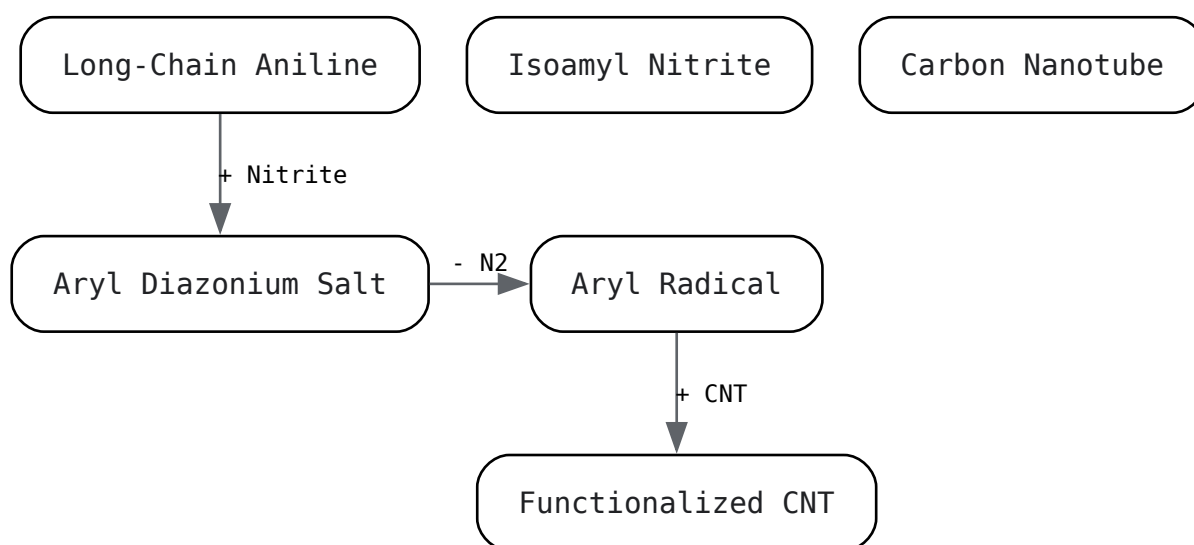 Long-Chain Aniline
Isoamyl Nitrite
Carbon Nanotube
+ Nitrite
Aryl Diazonium Salt
- N2
Aryl Radical
+ CNT
Functionalized CNT